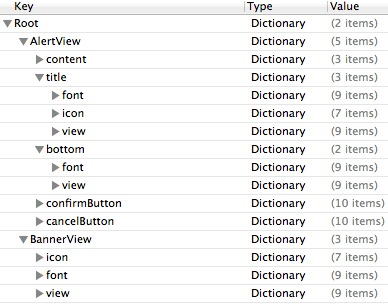 Key Type Value
Root Dictionary (2 items)
AlertView Dictionary (5 items)
content Dictionary (3 items)
title Dictionary (3 items)
font Dictionary (9 items)
icon Dictionary (7 items)
view Dictionary (9 items)
bottom Dictionary (2 items)
font Dictionary (9 items)
view Dictionary (9 items)
confirmButton Dictionary (10 items)
cancelButton Dictionary (10 items)
BannerView Dictionary (3 items)
icon Dictionary (7 items)
font Dictionary (9 items)
view Dictionary (9 items)